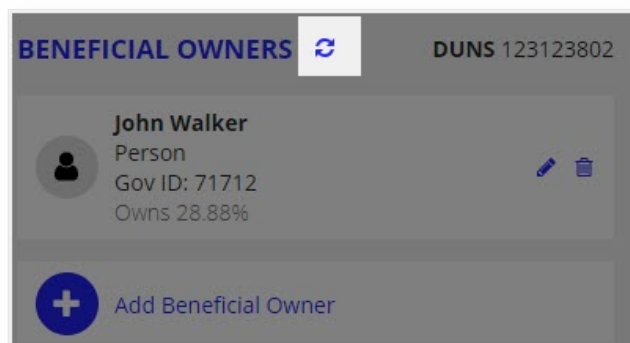 BENEFICIAL OWNERS DUNS 123123802
John Walker
Person
Gov ID: 71712
Owns 28.88%
Add Beneficial Owner